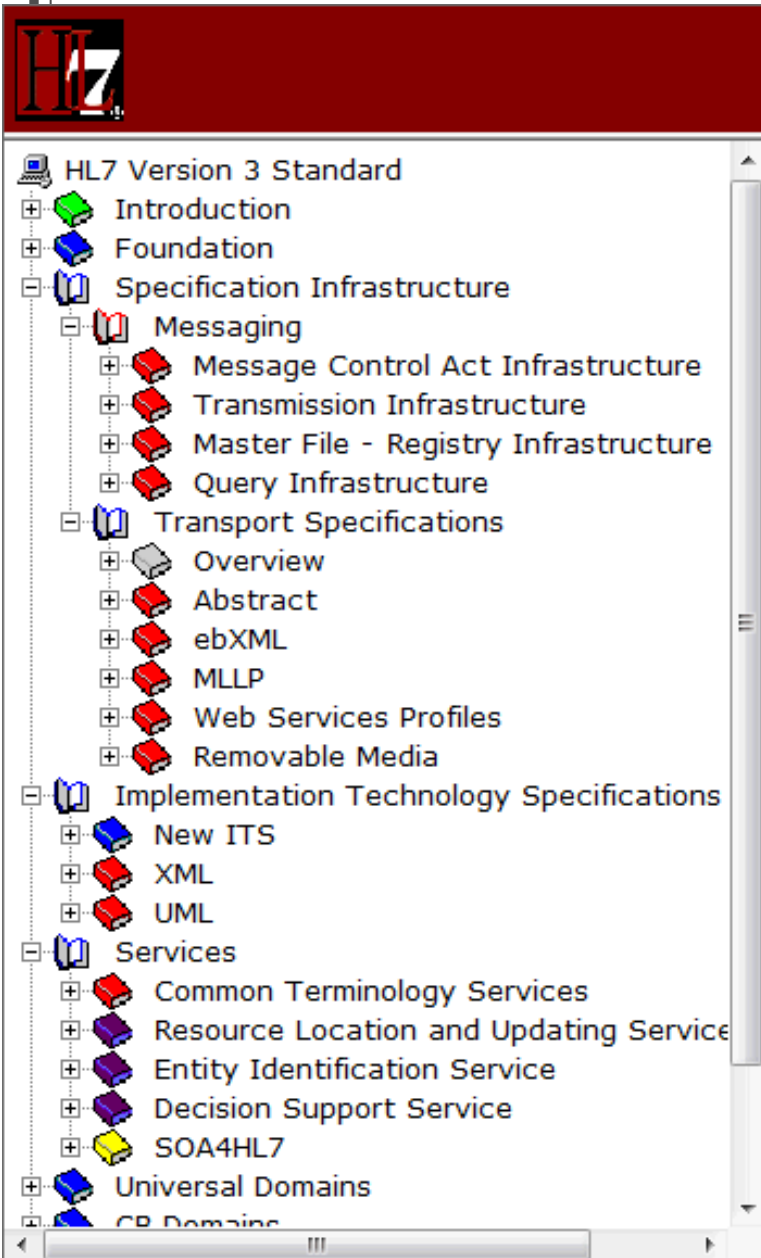 HL7
HL7 Version 3 Standard
Introduction
Foundation
Specification Infrastructure
Messaging
Message Control Act Infrastructure
Transmission Infrastructure
Master File - Registry Infrastructure
Query Infrastructure
Transport Specifications
Overview
Abstract
ebXML
MLLP
Web Services Profiles
Removable Media
Implementation Technology Specifications
New ITS
XML
UML
Services
Common Terminology Services
Resource Location and Updating Service
Entity Identification Service
Decision Support Service
SOA4HL7
Universal Domains
Domains